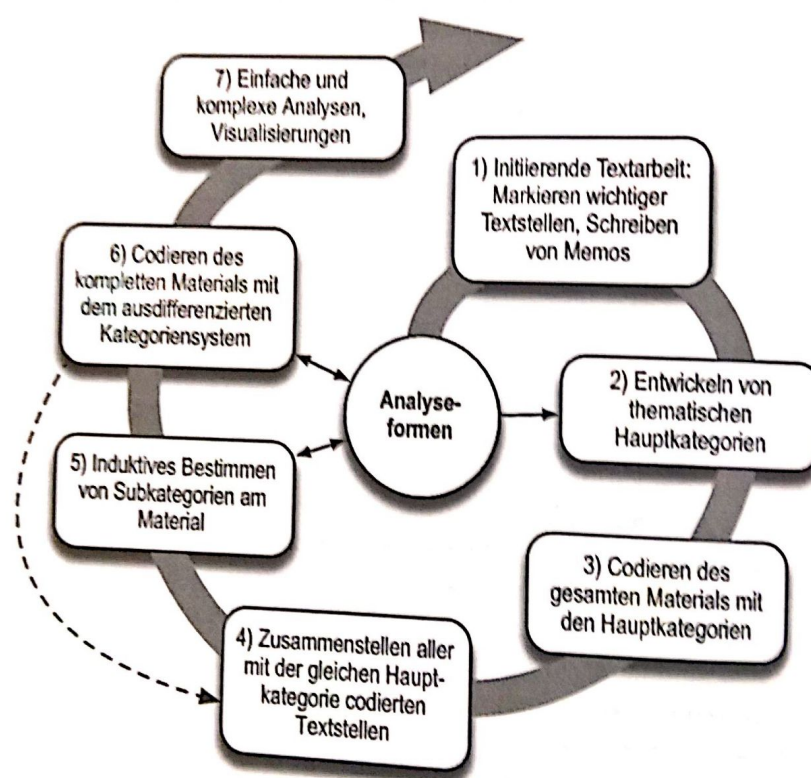 7) Einfache und
komplexe Analysen,
Visualisierungen
1) Initiierende Textarbeit:
Markieren wichtiger
Textstellen, Schreiben
von Memos
6) Codieren des
kompletten Materials mit
dem ausdifferenzierten
Kategoriensystem
Analyse-
formen
2) Entwickeln von
thematischen
Hauptkategorien
5) Induktives Bestimmen
von Subkategorien am
Material
3) Codieren des
gesamten Materials mit
den Hauptkategorien
4) Zusammenstellen aller
mit der gleichen Haupt-
kategorie codierten
Textstellen